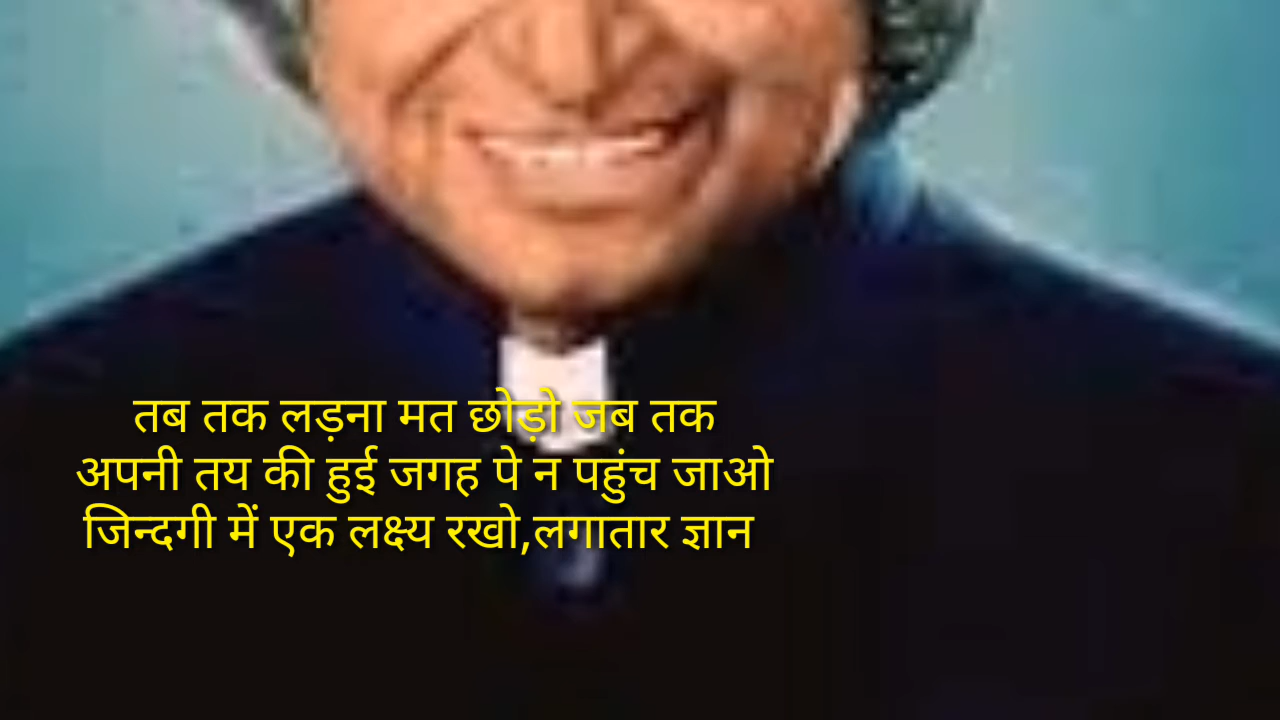 तब तक लड़ना मत छोड़ो जब तक
अपनी तय की हुई जगह पे न पहुंच जाओ
जिन्दगी में एक लक्ष्य रखो,लगातार ज्ञान